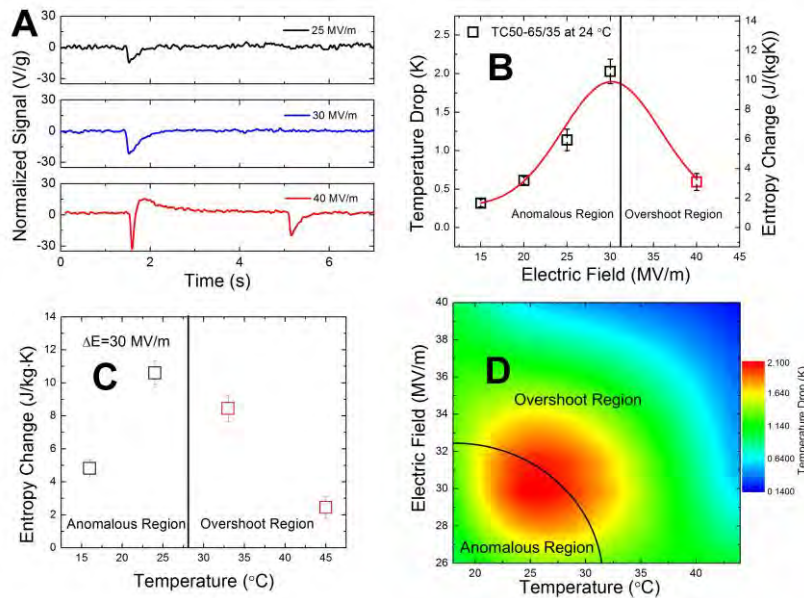 A
25 MV/m
30
0
-30
30 MV/m
30
0
-30
40 MV/m
30
0
30
0
2
4
6
Normalized Signal (V/g)
Time (s)
B
TC50-65/35 at 24 °C
2.5
2.0
1.5
1.0
0.5
0.0
Temperature Drop (K)
14
12
10
8
6
4
2
0
Entropy Change (J/(kgK))
Anomalous Region
Overshoot Region
15
20
25
30
35
40
45
Electric Field (MV/m)
C
ΔE=30 MV/m
14
12
10
8
6
4
2
0
Entropy Change (J/kg·K)
Anomalous Region
Overshoot Region
15
20
25
30
35
40
45
Temperature (°C)
D
40
38
36
34
32
30
28
26
Electric Field (MV/m)
Overshoot Region
Anomalous Region
20
25
30
35
40
Temperature (°C)
2.100
1.640
1.140
0.6400
0.1400
Temperature Drop (K)